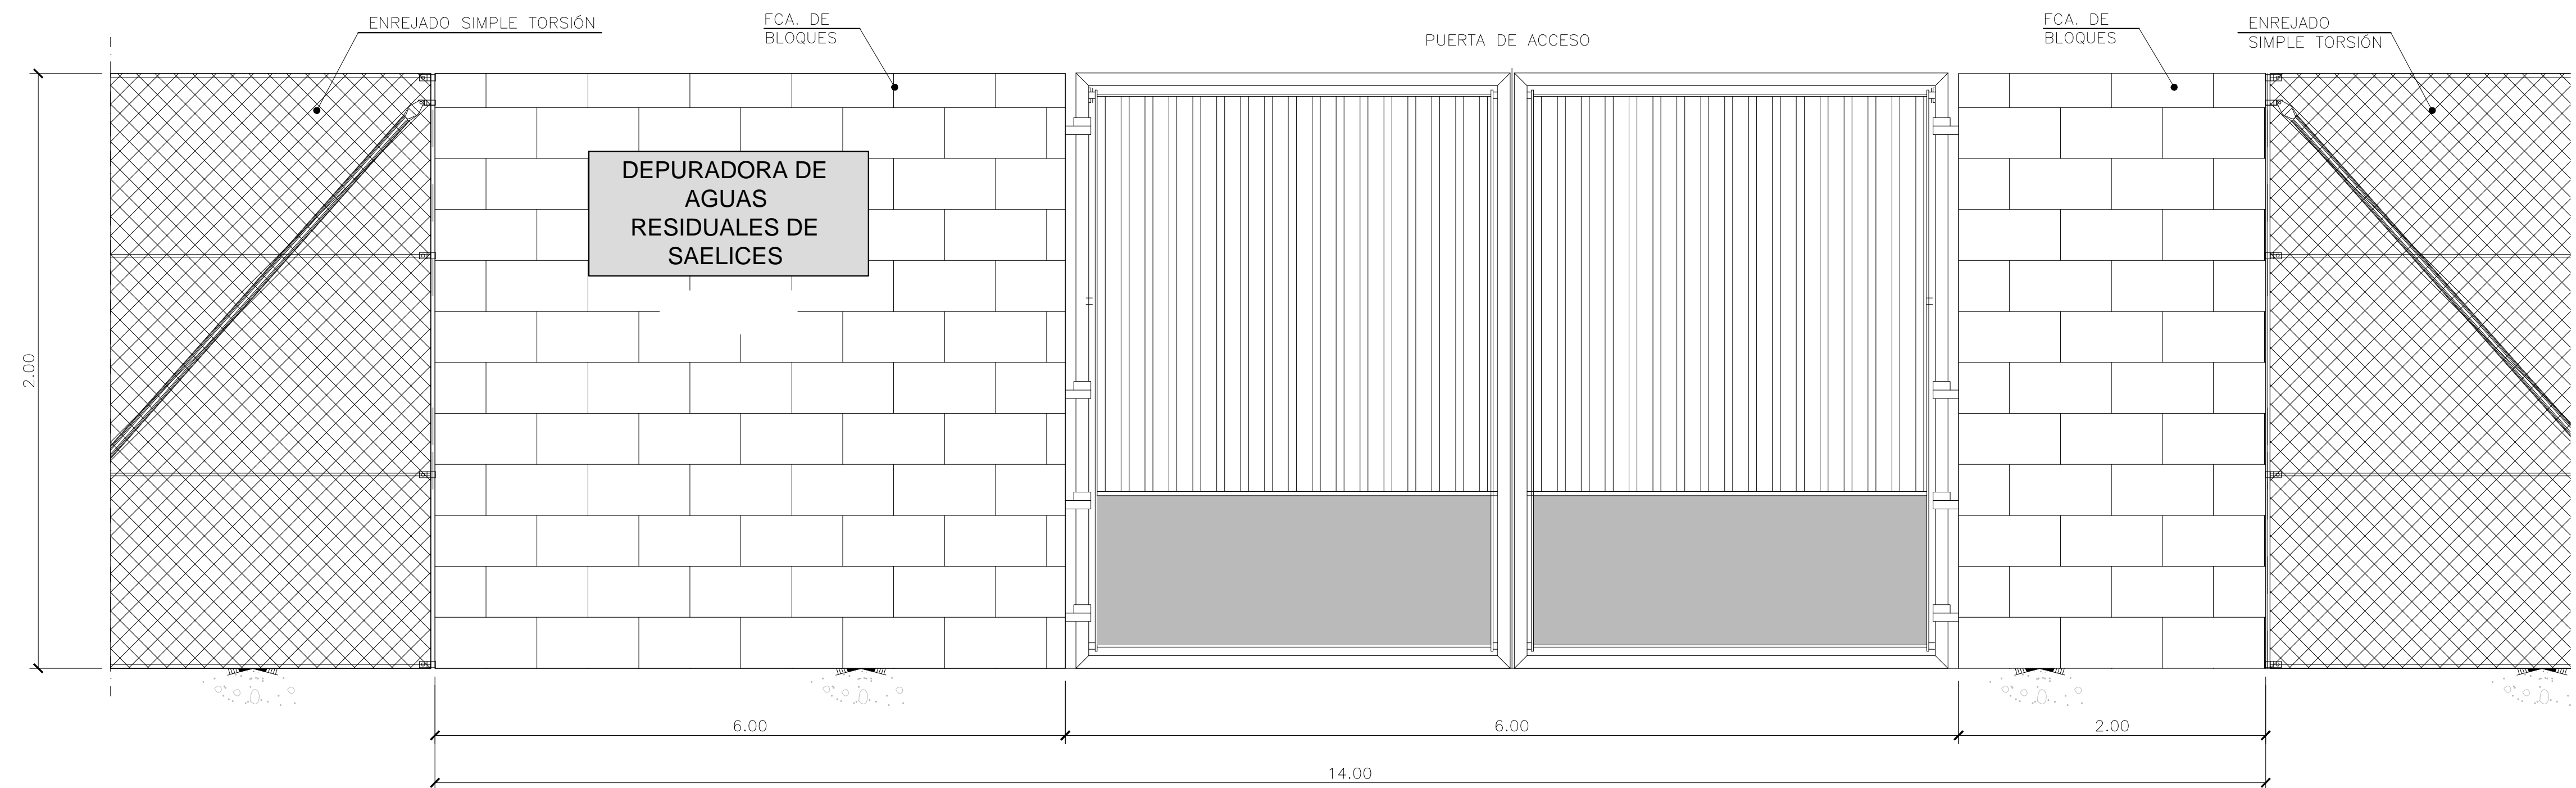 ENREJADO SIMPLE TORSIÓN
FCA. DE
BLOQUES
PUERTA DE ACCESO
FCA. DE
BLOQUES
ENREJADO
SIMPLE TORSIÓN
DEPURADORA DE
AGUAS
RESIDUALES DE
SAELICES
2.00
6.00
6.00
2.00
14.00